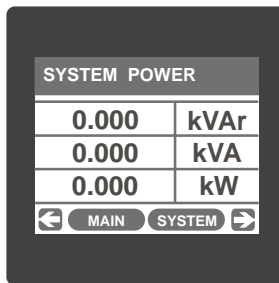 SYSTEM POWER
0.000 kVAr
0.000 kVA
0.000 kW
MAIN SYSTEM